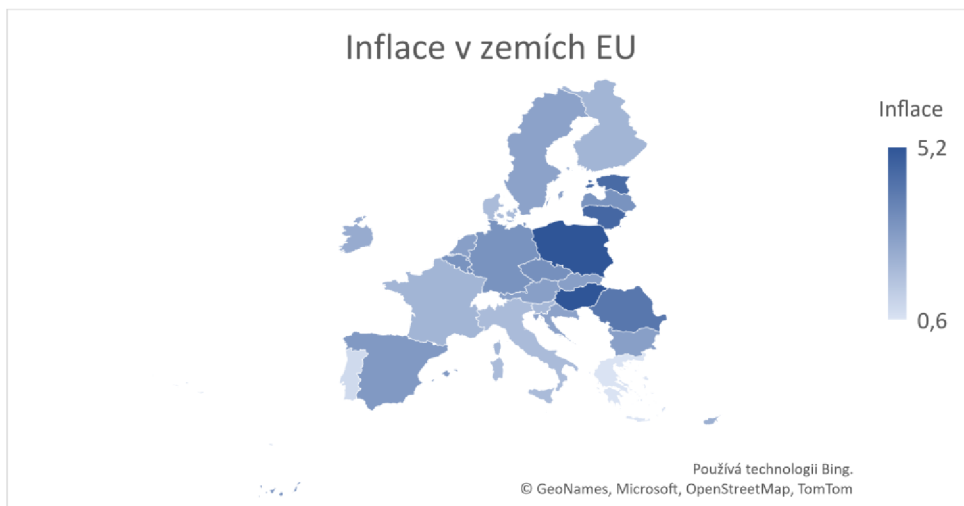 Inflace v zemích EU
Inflace
5,2
0,6
Používá technologii Bing.
© GeoNames, Microsoft, OpenStreetMap, TomTom